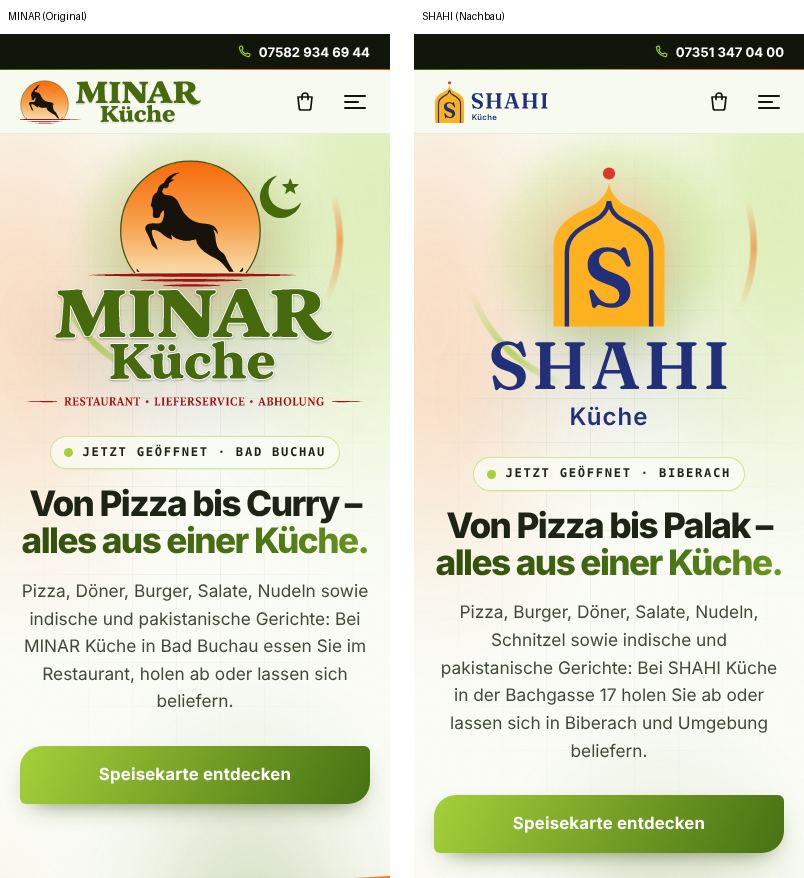 MINAR (Original)
07582 934 69 44
MINAR
Küche
MINAR
Küche
RESTAURANT • LIEFERSERVICE • ABHOLUNG
JETZT GEÖFFNET · BAD BUCHAU
Von Pizza bis Curry –
alles aus einer Küche.
Pizza, Döner, Burger, Salate, Nudeln sowie
indische und pakistanische Gerichte: Bei
MINAR Küche in Bad Buchau essen Sie im
Restaurant, holen ab oder lassen sich
beliefern.
Speisekarte entdecken
SHAHI (Nachbau)
07351 347 04 00
S
SHAHI
Küche
S
SHAHI
Küche
JETZT GEÖFFNET · BIBERACH
Von Pizza bis Palak –
alles aus einer Küche.
Pizza, Burger, Döner, Salate, Nudeln,
Schnitzel sowie indische und
pakistanische Gerichte: Bei SHAHI Küche
in der Bachgasse 17 holen Sie ab oder
lassen sich in Biberach und Umgebung
beliefern.
Speisekarte entdecken